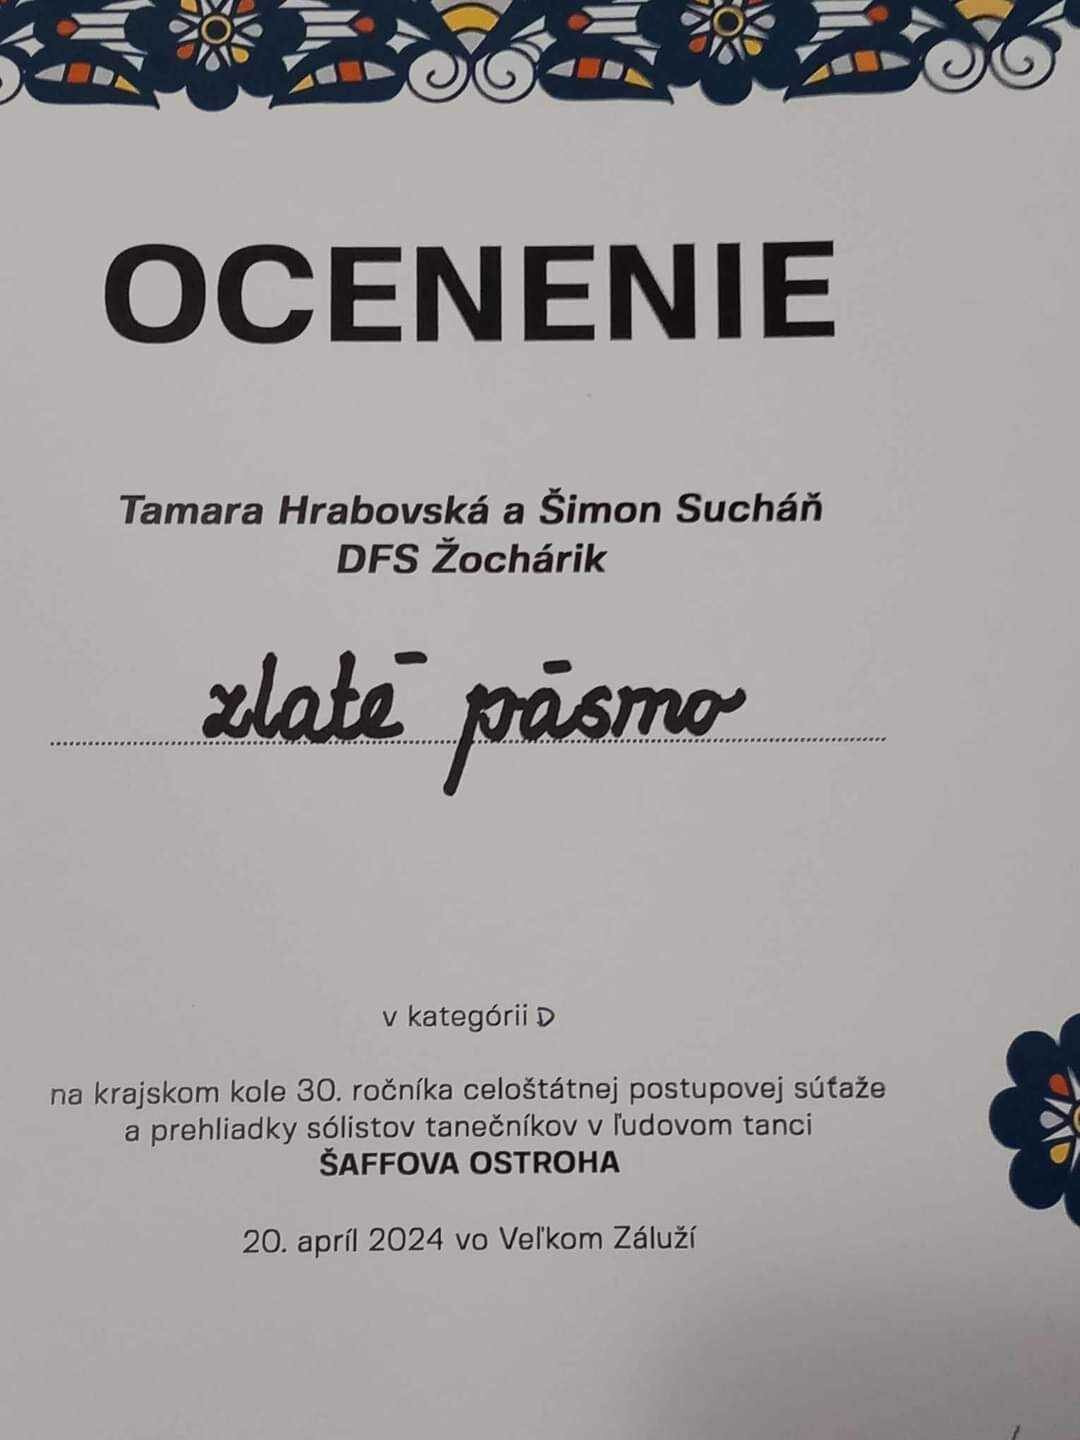 OCENENIE
Tamara Hrabovská a Šimon Sucháň
DFS Žochárik
zlaté pásmo
v kategórii D
na krajskom kole 30. ročníka celoštátnej postupovej súťaže
a prehliadky sólistov tanečníkov v ľudovom tanci
ŠAFFOVA OSTROHA
20. apríl 2024 vo Veľkom Záluží